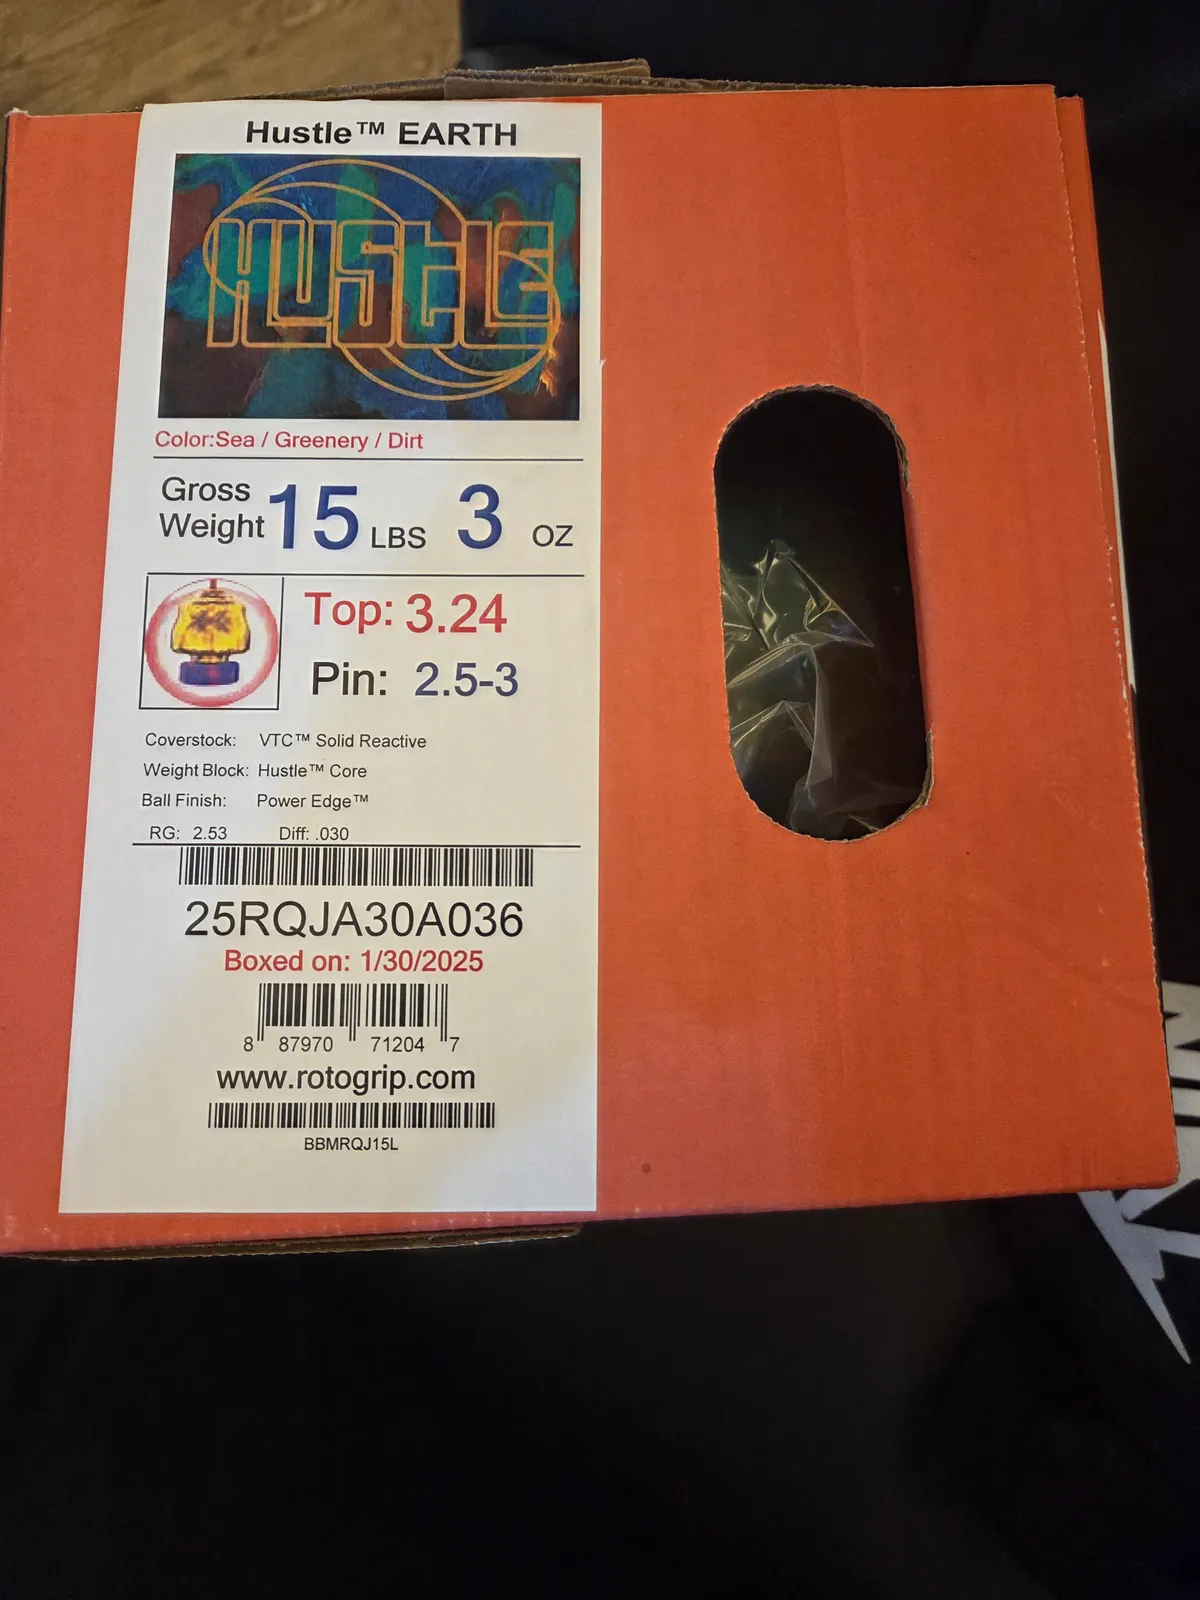 Hustle™ EARTH
HUSTLE
Color:Sea / Greenery / Dirt
Gross Weight 15 LBS 3 OZ
Top: 3.24
Pin: 2.5-3
Coverstock: VTC™ Solid Reactive
Weight Block: Hustle™ Core
Ball Finish: Power Edge™
RG: 2.53 Diff: .030
25RQJA30A036
Boxed on: 1/30/2025
8 87970 71204 7
www.rotogrip.com
BBMRQJ15L